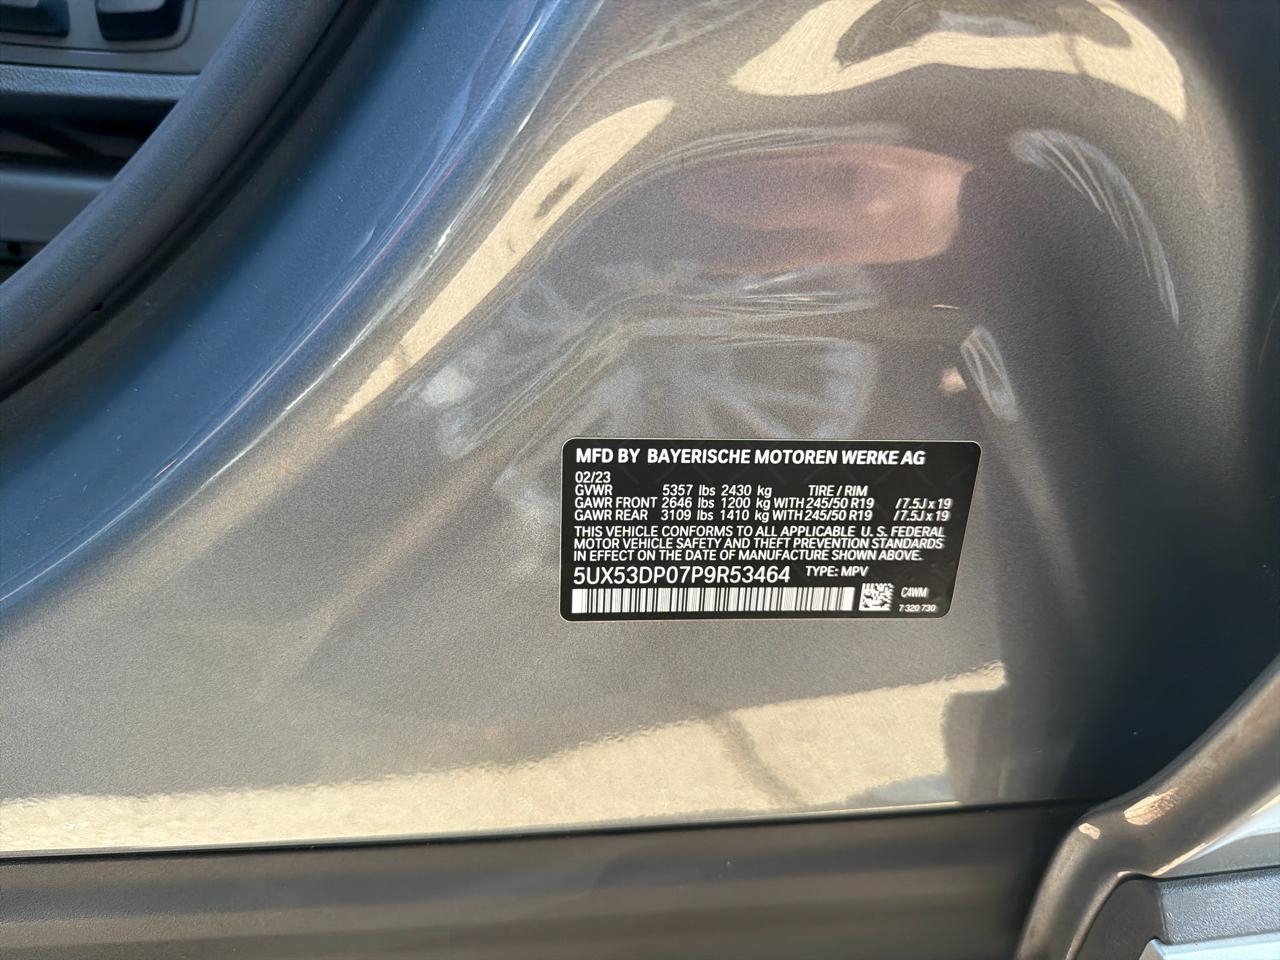 MFD BY BAYERISCHE MOTOREN WERKE AG
02/23
GVWR 5357 lbs 2430 kg TIRE / RIM
GAWR FRONT 2646 lbs 1200 kg WITH 245/50 R19 /7.5J x 19
GAWR REAR 3109 lbs 1410 kg WITH 245/50 R19 /7.5J x 19
THIS VEHICLE CONFORMS TO ALL APPLICABLE U. S. FEDERAL
MOTOR VEHICLE SAFETY AND THEFT PREVENTION STANDARDS
IN EFFECT ON THE DATE OF MANUFACTURE SHOWN ABOVE.
5UX53DP07P9R53464 TYPE: MPV
C4WM
7 320 730